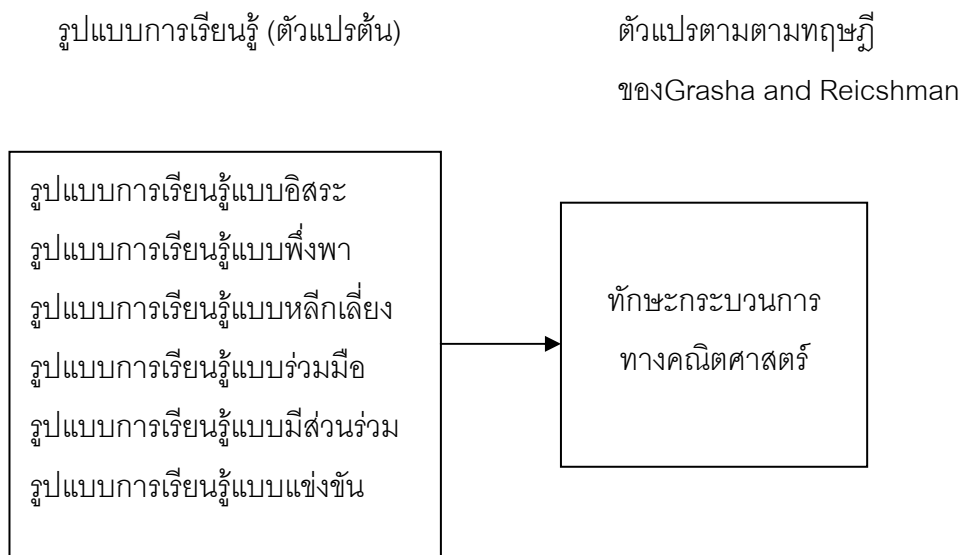 รูปแบบการเรียนรู้ (ตัวแปรต้น)
ตัวแปรตามตามทฤษฎี
ของGrasha and Reicshman
รูปแบบการเรียนรู้แบบอิสระ
รูปแบบการเรียนรู้แบบพึ่งพา
รูปแบบการเรียนรู้แบบหลีกเลี่ยง
รูปแบบการเรียนรู้แบบร่วมมือ
รูปแบบการเรียนรู้แบบมีส่วนร่วม
รูปแบบการเรียนรู้แบบแข่งขัน
ทักษะกระบวนการ
ทางคณิตศาสตร์